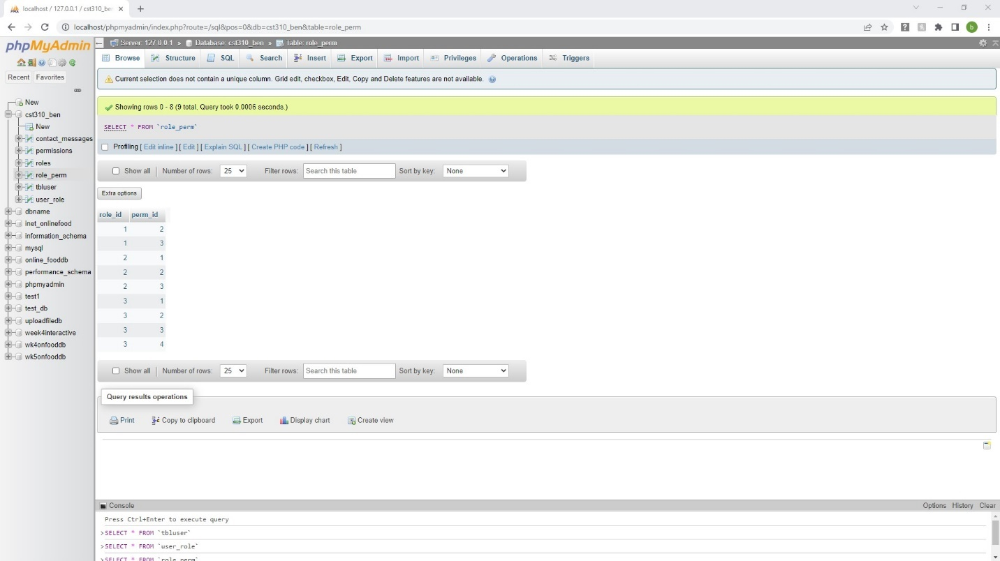 localhost / 127.0.0.1 / cst310_ben
localhost/phpmyadmin/index.php?route=/sql&pos=0&db=cst310_ben&table=role_perm
b
phpMyAdmin
Recent Favorites
New
cst310_ben
New
contact_messages
permissions
roles
role_perm
tbluser
user_role
dbname
inet_onlinefood
information_schema
mysql
online_fooddb
performance_schema
phpmyadmin
test1
test_db
uploadfiledb
week4interactive
wk4onfooddb
wk5onfooddb
Server: 127.0.0.1 » Database: cst310_ben » Table: role_perm
Browse Structure SQL Search Insert Export Import Privileges Operations Triggers
Current selection does not contain a unique column. Grid edit, checkbox, Edit, Copy and Delete features are not available.
Showing rows 0 - 8 (9 total, Query took 0.0006 seconds.)
SELECT * FROM `role_perm`
Profiling [ Edit inline ] [ Edit ] [ Explain SQL ] [ Create PHP code ] [ Refresh ]
Show all Number of rows: 25 Filter rows: Search this table Sort by key: None
Extra options
role_id perm_id
1 2
1 3
2 1
2 2
2 3
3 1
3 2
3 3
3 4
Show all Number of rows: 25 Filter rows: Search this table Sort by key: None
Query results operations
Print Copy to clipboard Export Display chart Create view
Console Options History Clear
Press Ctrl+Enter to execute query
>SELECT * FROM `tbluser`
>SELECT * FROM `user_role`
>SELECT * FROM `role_perm`